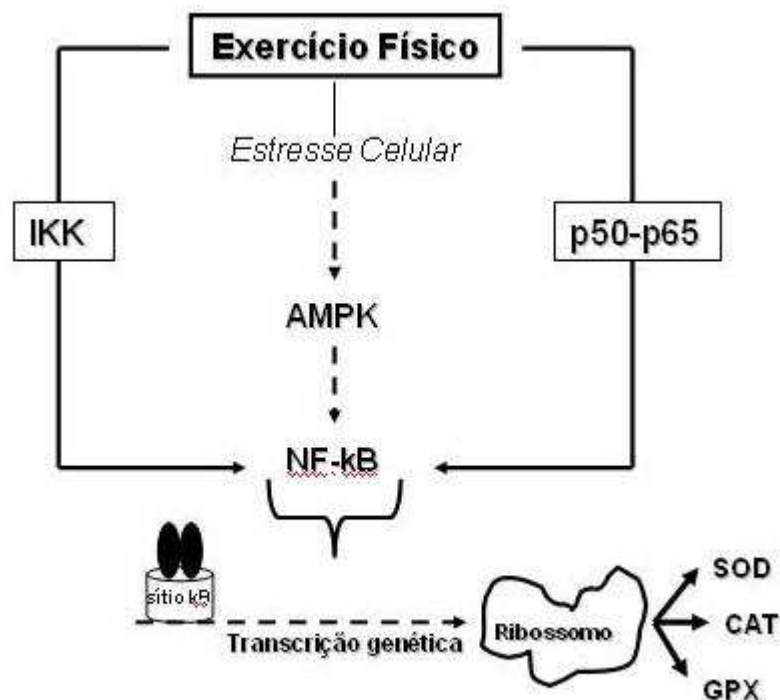 Exercício Físico
Estresse Celular
IKK
p50-p65
AMPK
NF-kB
sítio kB
Transcrição genética
Ribossomo
SOD
CAT
GPX